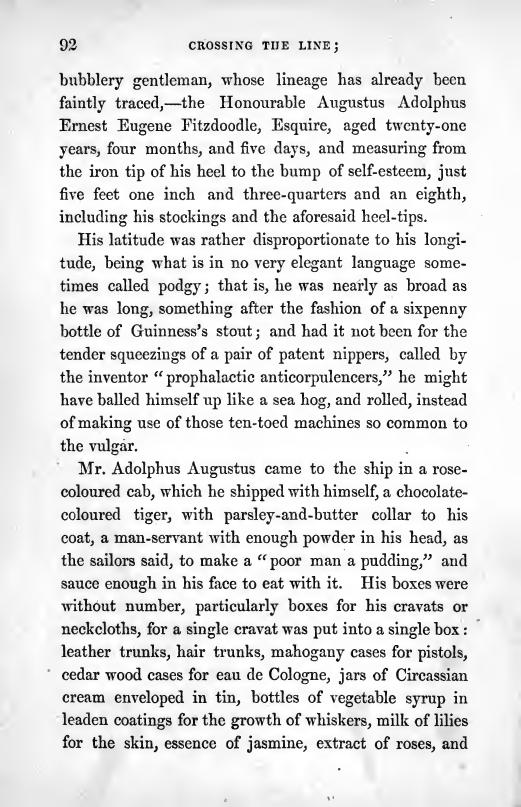 92 CROSSING THE LINE;
bubblery gentleman, whose lineage has already been
faintly traced,—the Honourable Augustus Adolphus
Ernest Eugene Fitzdoodle, Esquire, aged twenty-one
years, four months, and five days, and measuring from
the iron tip of his heel to the bump of self-esteem, just
five feet one inch and three-quarters and an eighth,
including his stockings and the aforesaid heel-tips.
His latitude was rather disproportionate to his longi-
tude, being what is in no very elegant language some-
times called podgy; that is, he was nearly as broad as
he was long, something after the fashion of a sixpenny
bottle of Guinness's stout; and had it not been for the
tender squeezings of a pair of patent nippers, called by
the inventor "prophalactic anticorpulencers," he might
have balled himself up like a sea hog, and rolled, instead
of making use of those ten-toed machines so common to
the vulgar.
Mr. Adolphus Augustus came to the ship in a rose-
coloured cab, which he shipped with himself, a chocolate-
coloured tiger, with parsley-and-butter collar to his
coat, a man-servant with enough powder in his head, as
the sailors said, to make a "poor man a pudding," and
sauce enough in his face to eat with it. His boxes were
without number, particularly boxes for his cravats or
neckcloths, for a single cravat was put into a single box:
leather trunks, hair trunks, mahogany cases for pistols,
cedar wood cases for eau de Cologne, jars of Circassian
cream enveloped in tin, bottles of vegetable syrup in
leaden coatings for the growth of whiskers, milk of lilies
for the skin, essence of jasmine, extract of roses, and